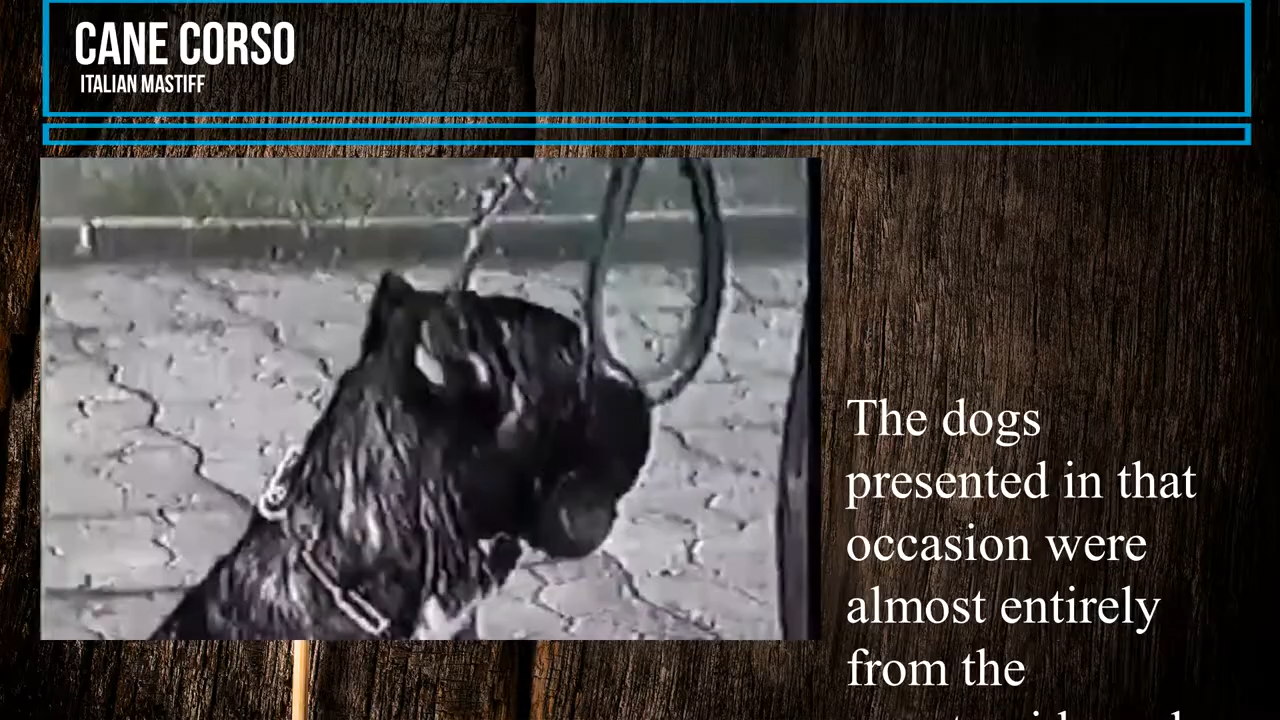 CANE CORSO
ITALIAN MASTIFF
The dogs
presented in that
occasion were
almost entirely
from the